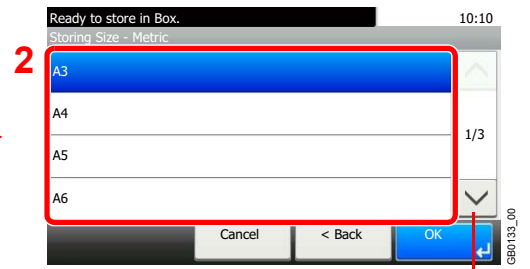 Ready to store in Box. 10:10
Storing Size - Metric
2
A3
A4
1/3
A5
A6
Cancel < Back OK
GB0133_00